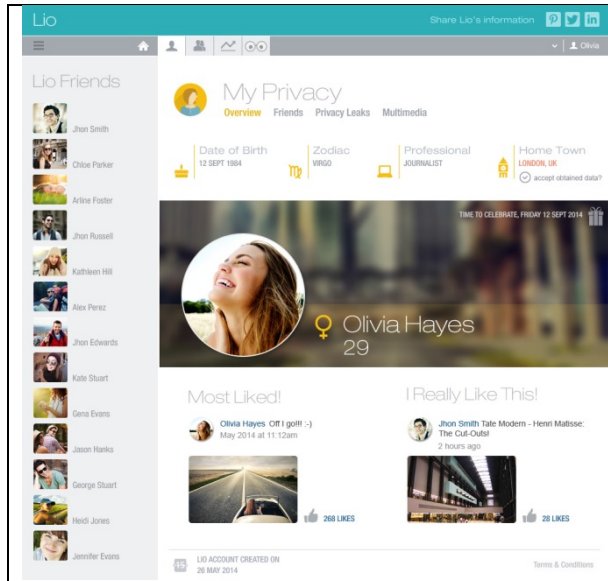 Lio
Share Lio's information
Olivia
Lio Friends
Jhon Smith
Chloe Parker
Arline Foster
Jhon Russell
Kathleen Hill
Alex Perez
Jhon Edwards
Kate Stuart
Gena Evans
Jason Hanks
George Stuart
Heidi Jones
Jennifer Evans
My Privacy
Overview Friends Privacy Leaks Multimedia
Date of Birth
12 SEPT 1984
Zodiac
VIRGO
Professional
JOURNALIST
Home Town
LONDON, UK
accept obtained data?
TIME TO CELEBRATE, FRIDAY 12 SEPT 2014
Olivia Hayes
29
Most Liked!
Olivia Hayes Off I go!!! :-)
May 2014 at 11:12am
268 LIKES
I Really Like This!
Jhon Smith Tate Modern - Henri Matisse:
The Cut-Outs!
2 hours ago
28 LIKES
LIO ACCOUNT CREATED ON
26 MAY 2014
Terms & Conditions